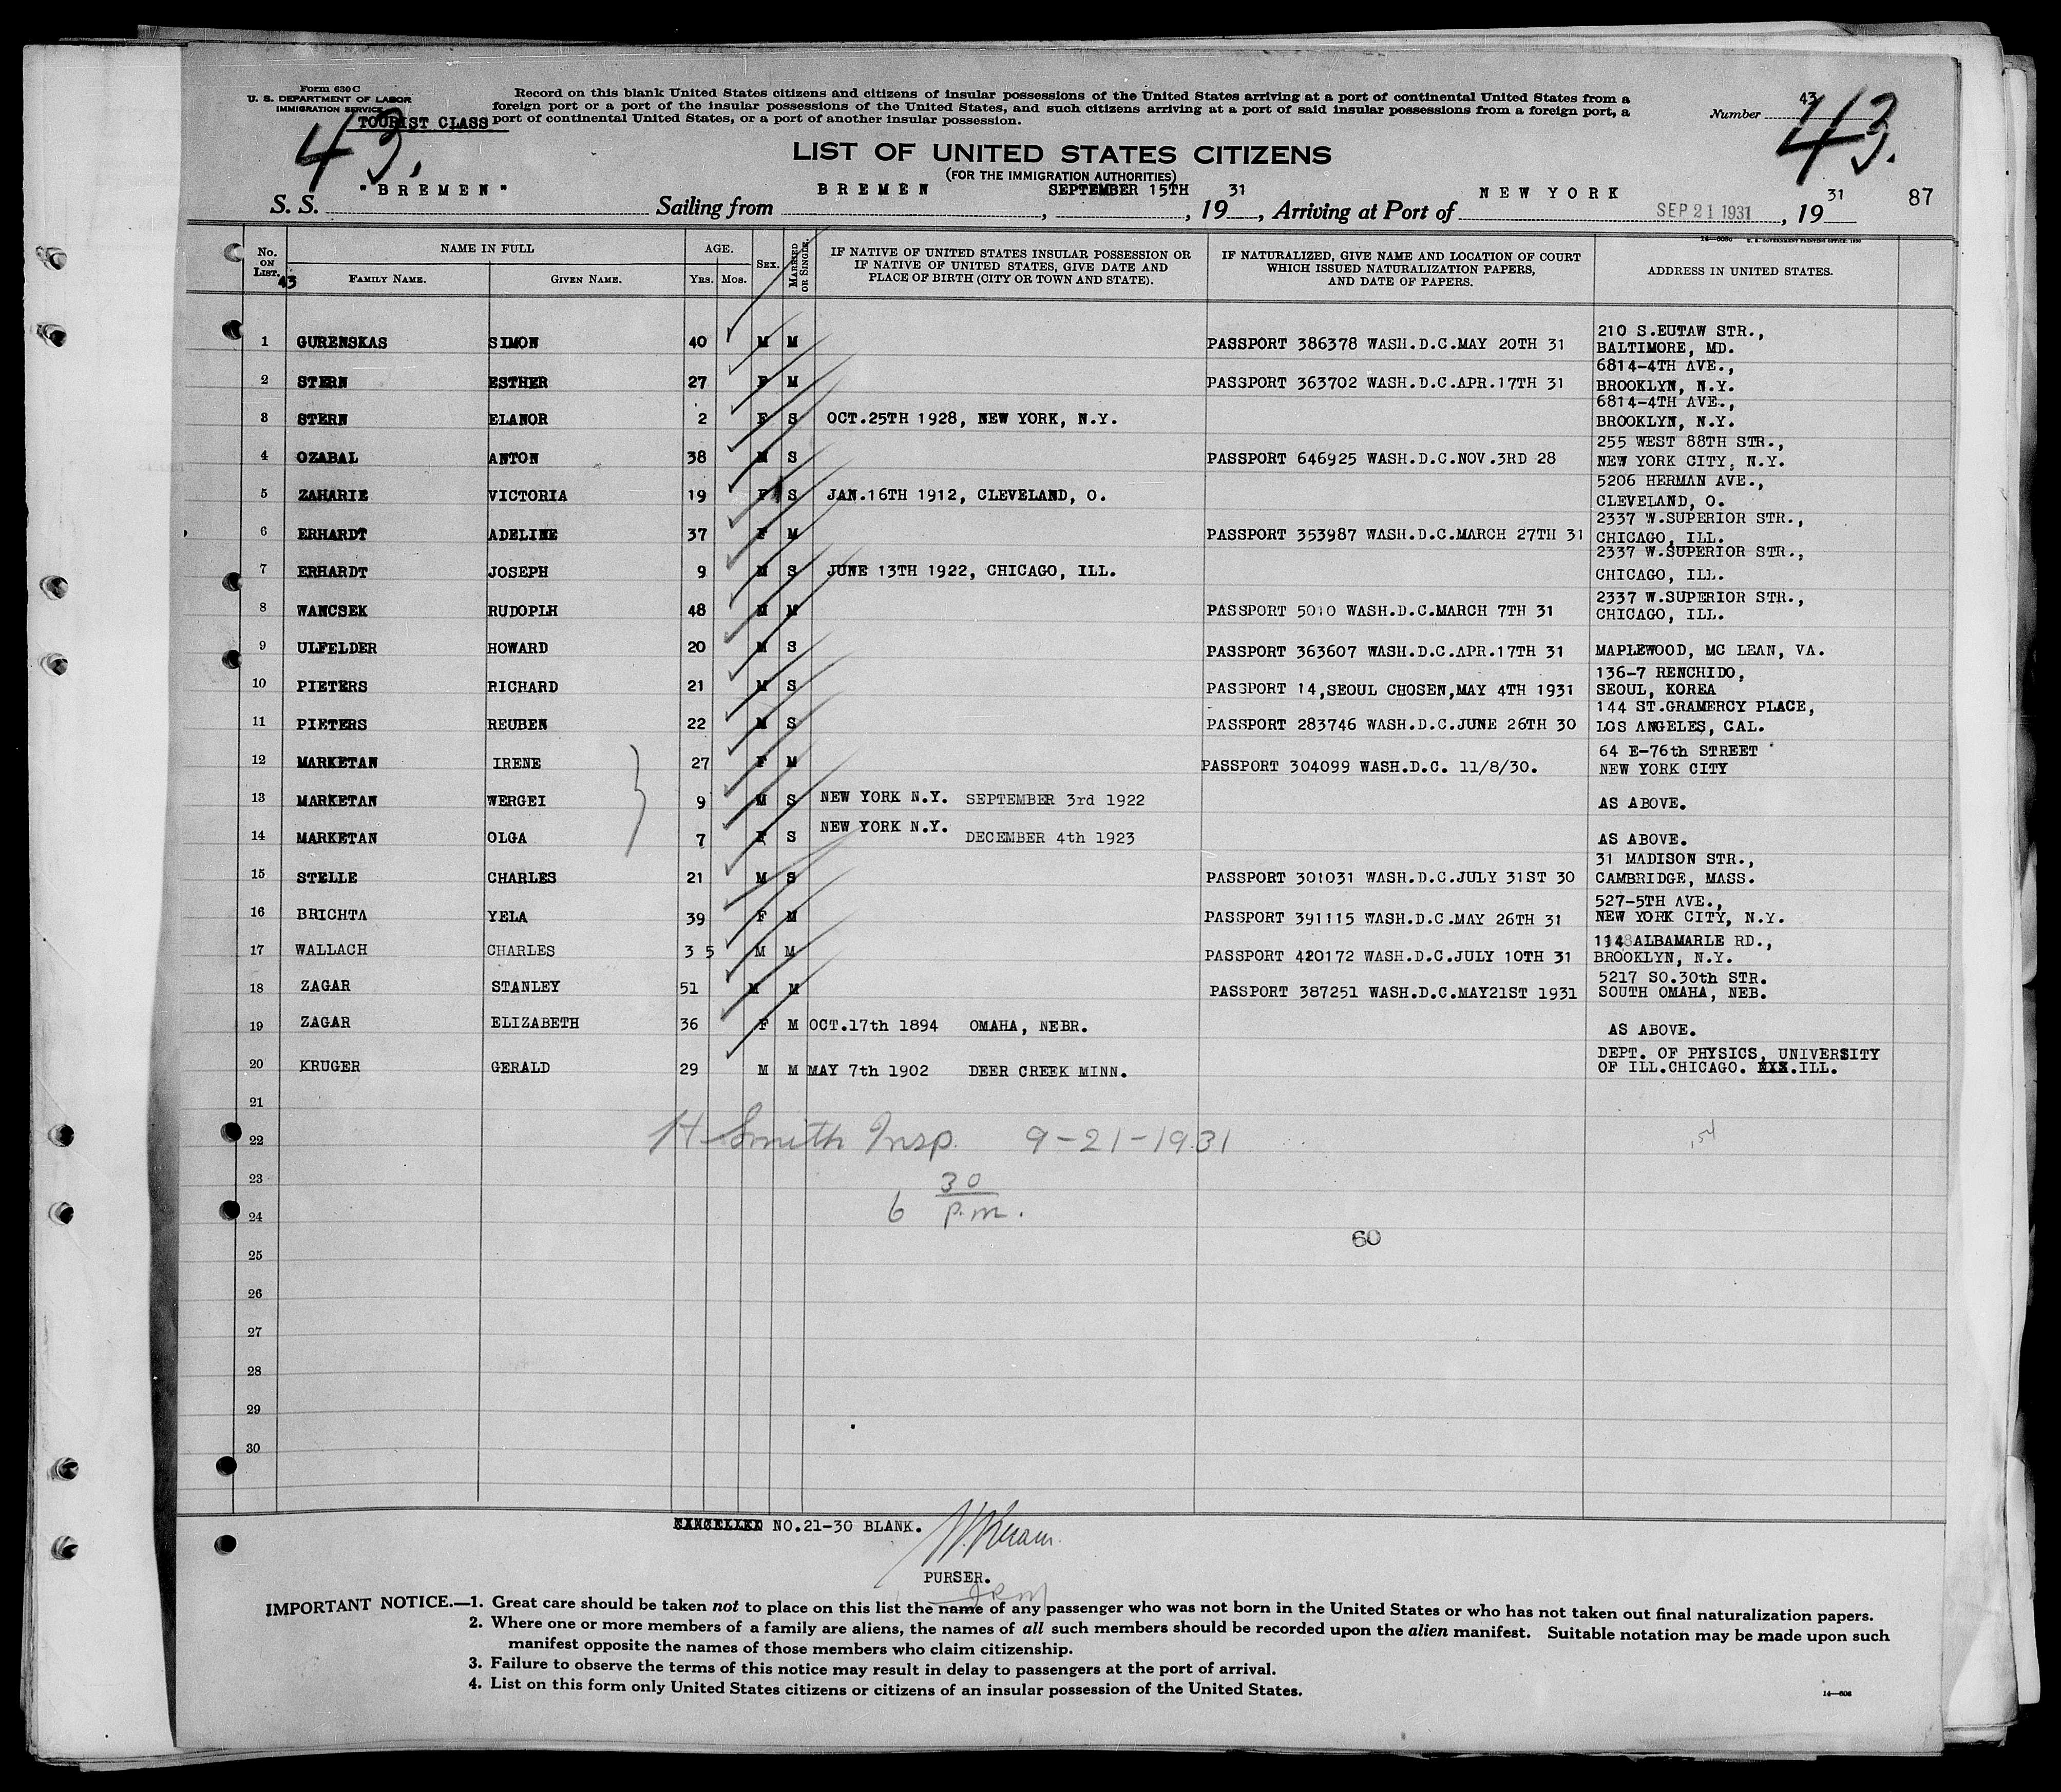 Form 630 C
U. S. DEPARTMENT OF LABOR
IMMIGRATION SERVICE
TOURIST CLASS
43.
Record on this blank United States citizens and citizens of insular possessions of the United States arriving at a port of continental United States from a
foreign port or a port of the insular possessions of the United States, and such citizens arriving at a port of said insular possessions from a foreign port, a
port of continental United States, or a port of another insular possession.
Number 43
43.
LIST OF UNITED STATES CITIZENS
(FOR THE IMMIGRATION AUTHORITIES)
S. S. "BREMEN" Sailing from BREMEN, SEPTEMBER 15TH, 1931, Arriving at Port of NEW YORK SEP 21 1931, 1931
87
14—608c U. S. GOVERNMENT PRINTING OFFICE: 1930
No. ON LIST. 43 NAME IN FULL FAMILY NAME. GIVEN NAME. AGE. YRS. MOS. SEX. MARRIED OR SINGLE. IF NATIVE OF UNITED STATES INSULAR POSSESSION OR IF NATIVE OF UNITED STATES, GIVE DATE AND PLACE OF BIRTH (CITY OR TOWN AND STATE). IF NATURALIZED, GIVE NAME AND LOCATION OF COURT WHICH ISSUED NATURALIZATION PAPERS, AND DATE OF PAPERS. ADDRESS IN UNITED STATES.
1 GURENSKAS SIMON 40 M M PASSPORT 386378 WASH.D.C.MAY 20TH 31 210 S.EUTAW STR., BALTIMORE, MD.
2 STERN ESTHER 27 F M PASSPORT 363702 WASH.D.C.APR.17TH 31 6814-4TH AVE., BROOKLYN, N.Y.
3 STERN ELANOR 2 F S OCT.25TH 1928, NEW YORK, N.Y. 6814-4TH AVE., BROOKLYN, N.Y.
4 OZABAL ANTON 38 M S PASSPORT 646925 WASH.D.C.NOV.3RD 28 255 WEST 88TH STR., NEW YORK CITY, N.Y.
5 ZAHARIE VICTORIA 19 F S JAN.16TH 1912, CLEVELAND, O. 5206 HERMAN AVE., CLEVELAND, O.
6 ERHARDT ADELINE 37 F M PASSPORT 353987 WASH.D.C.MARCH 27TH 31 2337 W.SUPERIOR STR., CHICAGO, ILL.
7 ERHARDT JOSEPH 9 M S JUNE 13TH 1922, CHICAGO, ILL. 2337 W.SUPERIOR STR., CHICAGO, ILL.
8 WANCSEK RUDOPLH 48 M M PASSPORT 5010 WASH.D.C.MARCH 7TH 31 2337 W.SUPERIOR STR., CHICAGO, ILL.
9 ULFELDER HOWARD 20 M S PASSPORT 363607 WASH.D.C.APR.17TH 31 MAPLEWOOD, MC LEAN, VA.
10 PIETERS RICHARD 21 M S PASSPORT 14,SEOUL CHOSEN,MAY 4TH 1931 136-7 RENCHIDO, SEOUL, KOREA
11 PIETERS REUBEN 22 M S PASSPORT 283746 WASH.D.C.JUNE 26TH 30 144 ST.GRAMERCY PLACE, LOS ANGELES, CAL.
12 MARKETAN IRENE 27 F M PASSPORT 304099 WASH.D.C. 11/8/30. 64 E-76th STREET NEW YORK CITY
13 MARKETAN WERGEI 9 M S NEW YORK N.Y. SEPTEMBER 3rd 1922 AS ABOVE.
14 MARKETAN OLGA 7 F S NEW YORK N.Y. DECEMBER 4th 1923 AS ABOVE.
15 STELLE CHARLES 21 M S PASSPORT 301031 WASH.D.C.JULY 31ST 30 31 MADISON STR., CAMBRIDGE, MASS.
16 BRICHTA YELA 39 F M PASSPORT 391115 WASH.D.C.MAY 26TH 31 527-5TH AVE., NEW YORK CITY, N.Y.
17 WALLACH CHARLES 3 5 M M PASSPORT 420172 WASH.D.C.JULY 10TH 31 ALBAMARLE RD., BROOKLYN, N.Y.
18 ZAGAR STANLEY 51 M M PASSPORT 387251 WASH.D.C.MAY21ST 1931 5217 SO.30th STR. SOUTH OMAHA, NEB.
19 ZAGAR ELIZABETH 36 F M OCT.17th 1894 OMAHA, NEBR. AS ABOVE.
20 KRUGER GERALD 29 M M MAY 7th 1902 DEER CREEK MINN. DEPT. OF PHYSICS, UNIVERSITY OF ILL.CHICAGO. .ILL.
21
22 H Smith Insp. 9-21-1931
23
24 6 30 p.m.
60
25
26
27
28
29
30
CANCELLED NO.21-30 BLANK.
PURSER.
IMPORTANT NOTICE.—1. Great care should be taken not to place on this list the name of any passenger who was not born in the United States or who has not taken out final naturalization papers.
2. Where one or more members of a family are aliens, the names of all such members should be recorded upon the alien manifest. Suitable notation may be made upon such
manifest opposite the names of those members who claim citizenship.
3. Failure to observe the terms of this notice may result in delay to passengers at the port of arrival.
4. List on this form only United States citizens or citizens of an insular possession of the United States.
14—608